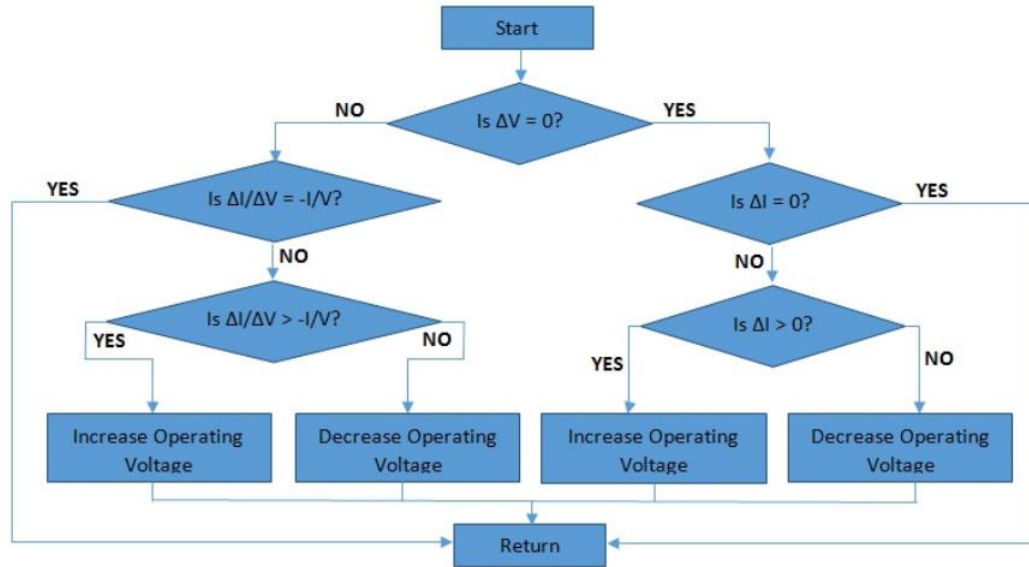 Start
NO
Is ΔV = 0?
YES
YES
Is ΔI/ΔV = -I/V?
Is ΔI = 0?
YES
NO
NO
Is ΔI/ΔV > -I/V?
Is ΔI > 0?
YES
NO
YES
NO
Increase Operating
Voltage
Decrease Operating
Voltage
Increase Operating
Voltage
Decrease Operating
Voltage
Return